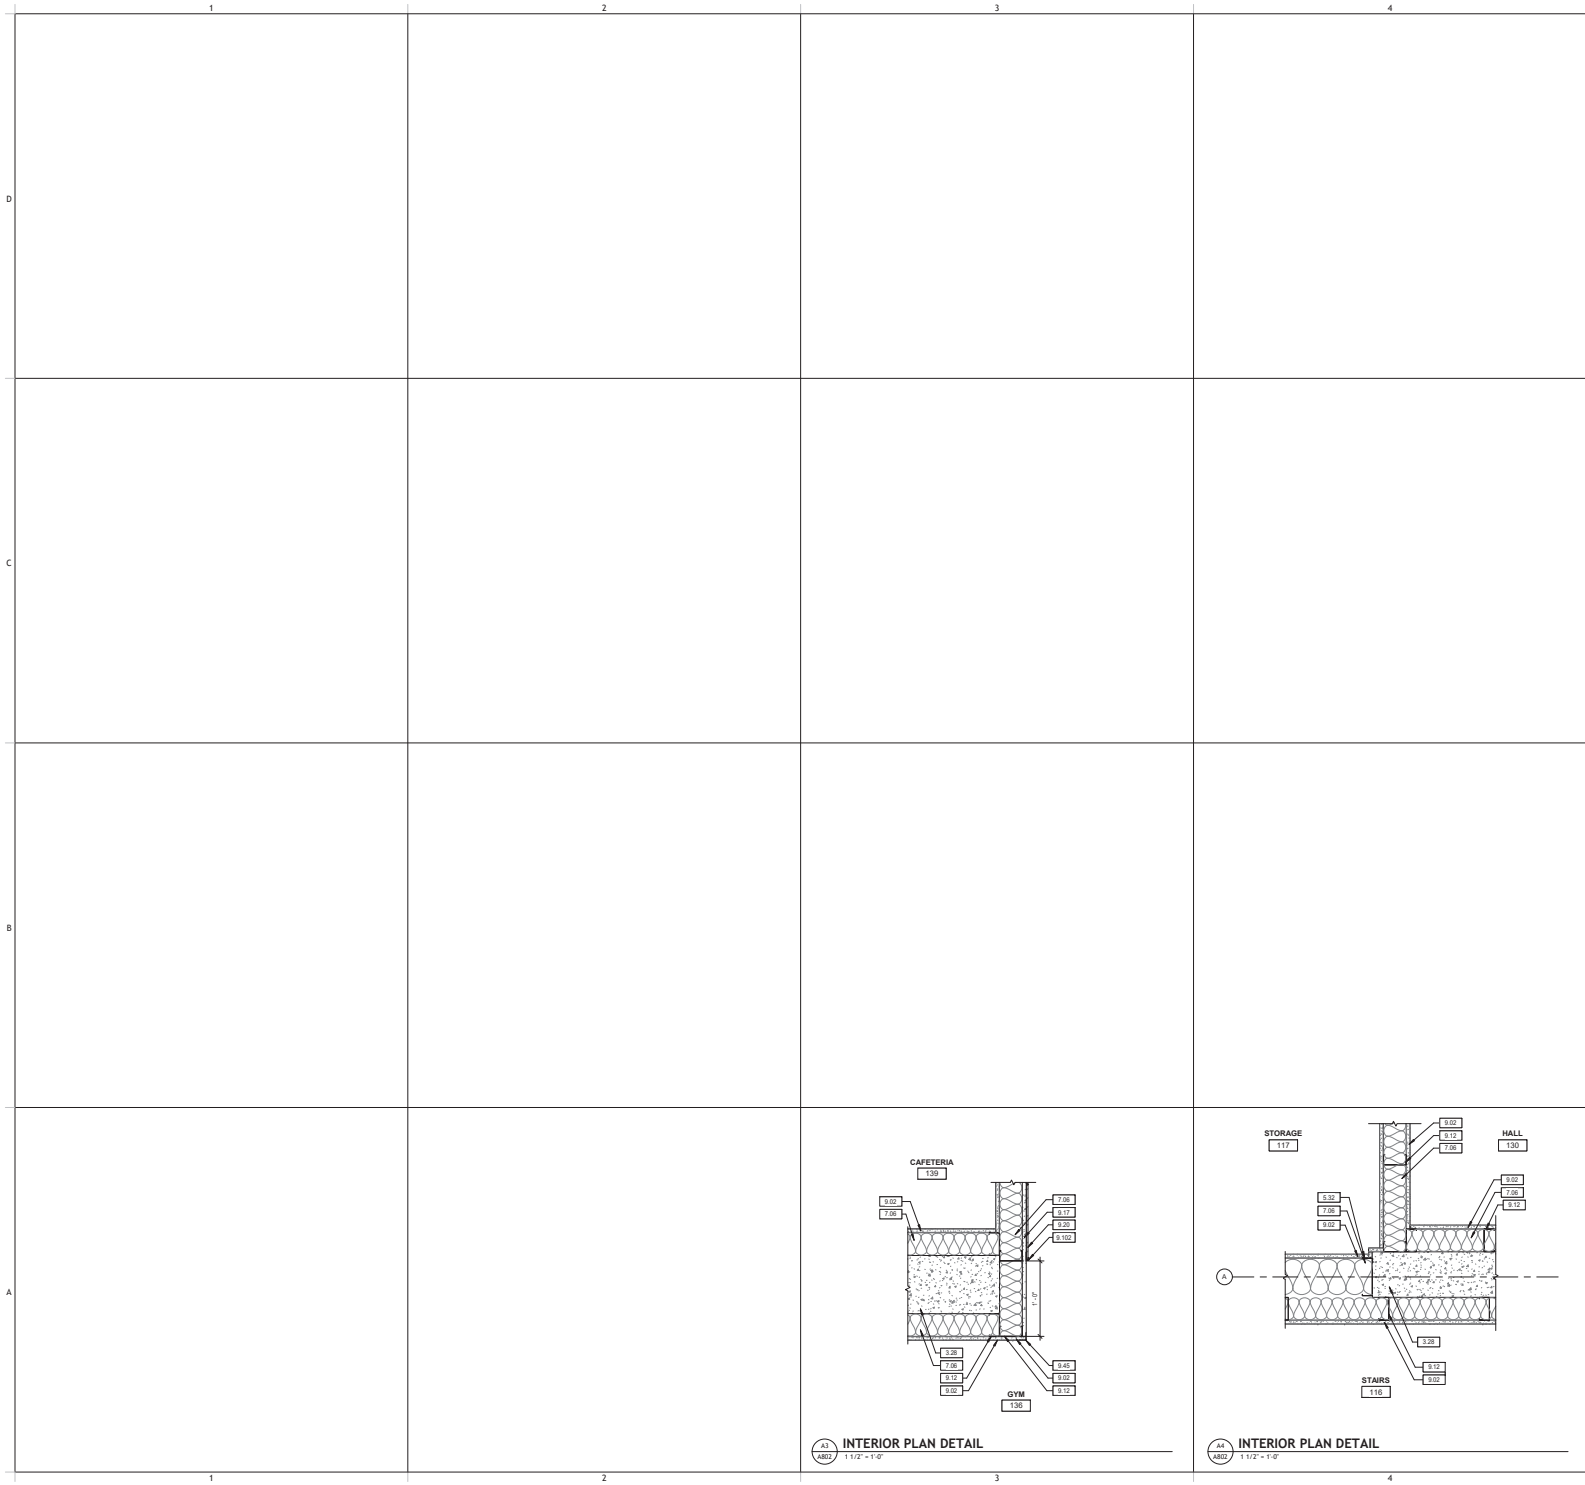 1 2 3 4
D
C
B
A
CAFETERIA
139
9.02
7.06
7.06
9.17
9.20
9.102
1'-0"
3.28
7.06
9.12
9.02
9.45
9.02
9.12
GYM
136
A3
A802
INTERIOR PLAN DETAIL
1 1/2" = 1'-0"
STORAGE
117
9.02
9.12
7.06
HALL
130
5.32
7.06
9.02
9.02
7.06
9.12
A
3.28
9.12
9.02
STAIRS
116
A4
A802
INTERIOR PLAN DETAIL
1 1/2" = 1'-0"
1 2 3 4